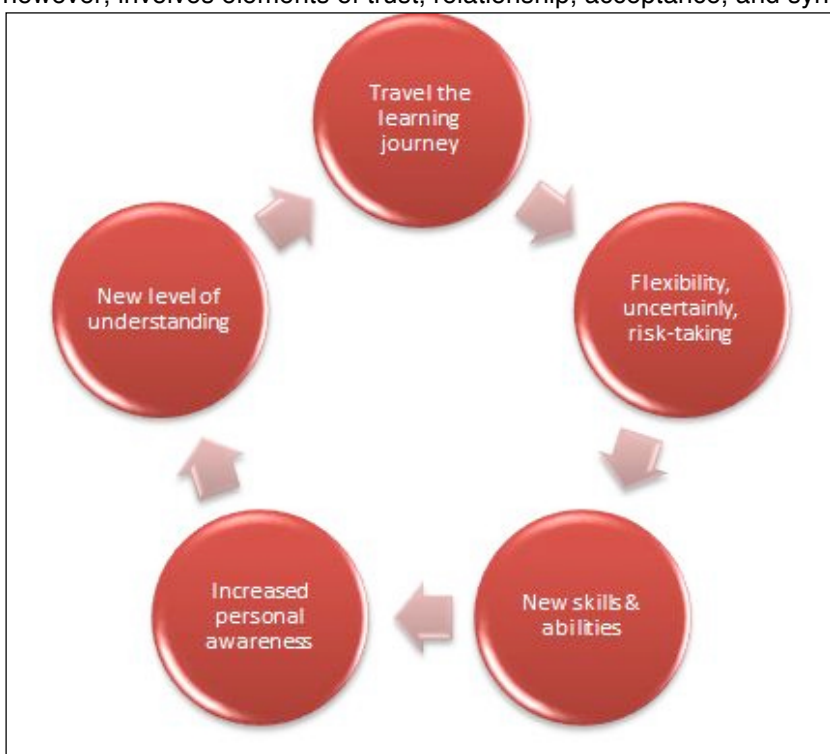 however, involves elements of trust, relationship, acceptance, and
Travel the
learning
journey
Flexibility,
uncertainly,
risk-taking
New skills &
abilities
Increased
personal
awareness
New level of
understanding